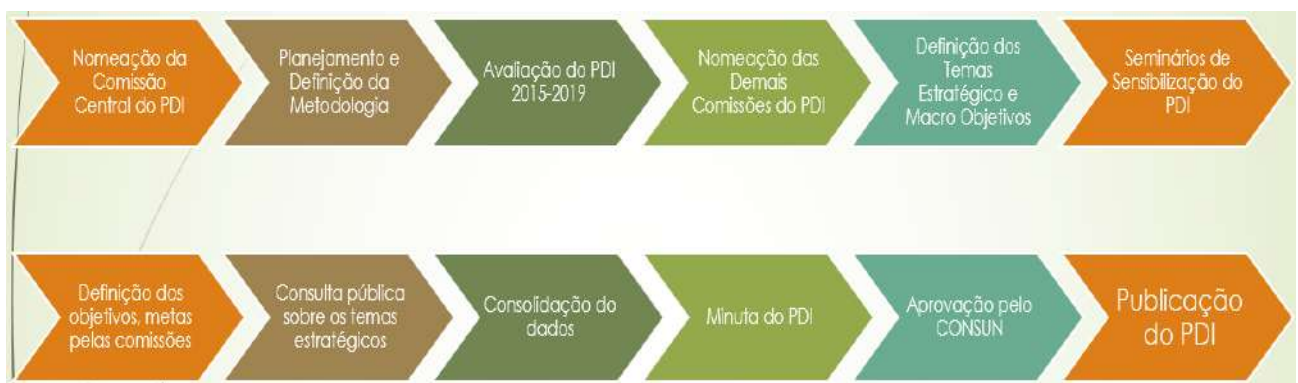 Nomeação da
Comissão
Central do PDI
Planejamento e
Definição da
Metodologia
Avaliação do PDI
2015-2019
Nomeação das
Demais
Comissões do PDI
Definição dos
Temas
Estratégico e
Macro Objetivos
Seminários de
Sensibilização do
PDI
Definição dos
objetivos, metas
pelas comissões
Consulta pública
sobre os temas
estratégicos
Consolidação do
dados
Minuta do PDI
Aprovação pelo
CONSUN
Publicação
do PDI